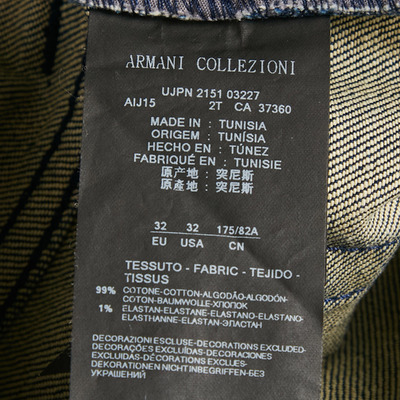 ARMANI COLLEZIONI
UJPN 2151 03227
AIJ15 2T CA 37360
MADE IN : TUNISIA
ORIGEM : TUNÍSIA
HECHO EN : TÚNEZ
FABRIQUÉ EN : TUNISIE
原产地 : 突尼斯
原產地 : 突尼斯
32 32 175/82A
EU USA CN
TESSUTO - FABRIC - TEJIDO -
TISSUS
99% COTONE-COTTON-ALGODÃO-ALGODÓN-
COTTON-BAUMWOLLE-ХЛОПОК
1% ELASTAN-ELASTANE-ELASTANO-ELASTANO-
ELASTHANNE-ELASTAN-ЭЛАСТАН
DECORAZIONI ESCLUSE-DECORATIONS EXCLUDED-
DECORAÇÕES EXCLUÍDAS-DECORACIONES
EXCLUIDAS-DÉCORATIONS EXCLUES-
DEKORATIONEN NICHT INBEGRIFFEN-БЕЗ
УКРАШЕНИЙ